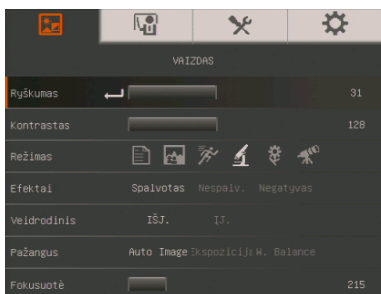 VAIZDAS
Ryškumas 31
Kontrastas 128
Režimas
Efektai Spalvotas Nespalv. Negatyvas
Veidrodinis IŠJ. ĮJ.
Pažangus Auto Image Ekspozicija W. Balance
Fokusuotė 215